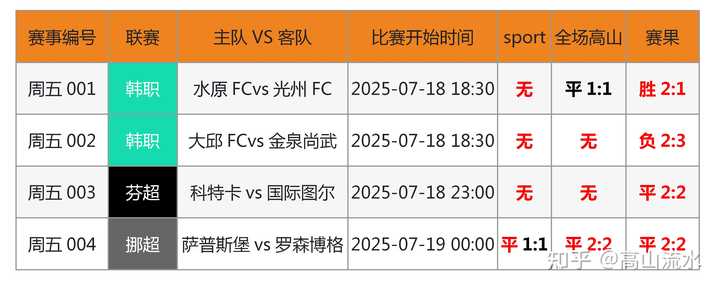 赛事编号 联赛 主队 VS 客队 比赛开始时间 sport 全场高山 赛果
周五 001 韩职 水原 FCvs 光州 FC 2025-07-18 18:30 无 平 1:1 胜 2:1
周五 002 韩职 大邱 FCvs 金泉尚武 2025-07-18 18:30 无 无 负 2:3
周五 003 芬超 科特卡 vs 国际图尔 2025-07-18 23:00 无 无 平 2:2
周五 004 挪超 萨普斯堡 vs 罗森博格 2025-07-19 00:00 平 1:1 平 2:2 平 2:2
知乎 @高山流水